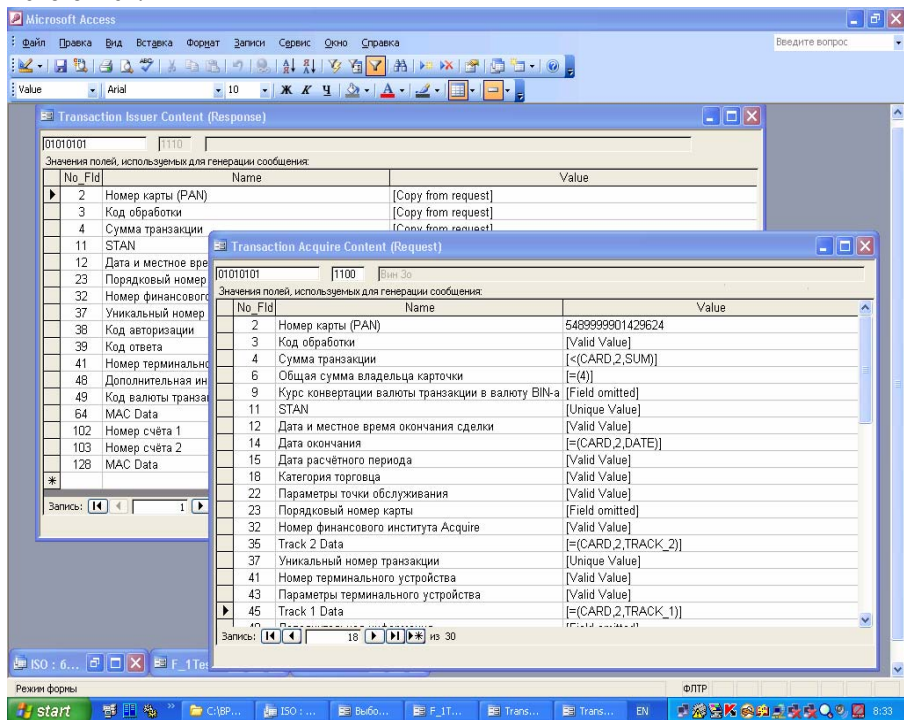 Microsoft Access
Файл Правка Вид Вставка Формат Записи Сервис Окно Справка Введите вопрос
Value Arial 10 Ж К Ч
Transaction Issuer Content (Response)
01010101 1110
Значения полей, используемых для генерации сообщения:
No_Fld Name Value
2 Номер карты (PAN) [Copy from request]
3 Код обработки [Copy from request]
4 Сумма транзакции [Copy from request]
11 STAN
12 Дата и местное вре
23 Порядковый номер
32 Номер финансового
37 Уникальный номер
38 Код авторизации
39 Код ответа
41 Номер терминально
48 Дополнительная ин
49 Код валюты транза
64 MAC Data
102 Номер счёта 1
103 Номер счёта 2
128 MAC Data
Запись: 1
Transaction Acquire Content (Request)
01010101 1100 Вин Зо
Значения полей, используемых для генерации сообщения:
No_Fld Name Value
2 Номер карты (PAN) 5489999901429624
3 Код обработки [Valid Value]
4 Сумма транзакции [<(CARD,2,SUM)]
6 Общая сумма владельца карточки [=(4)]
9 Курс конвертации валюты транзакции в валюту BIN-а [Field omitted]
11 STAN [Unique Value]
12 Дата и местное время окончания сделки [Valid Value]
14 Дата окончания [=(CARD,2,DATE)]
15 Дата расчётного периода [Valid Value]
18 Категория торговца [Valid Value]
22 Параметры точки обслуживания [Valid Value]
23 Порядковый номер карты [Field omitted]
32 Номер финансового института Acquire [Valid Value]
35 Track 2 Data [=(CARD,2,TRACK_2)]
37 Уникальный номер транзакции [Unique Value]
41 Номер терминального устройства [Valid Value]
43 Параметры терминального устройства [Valid Value]
45 Track 1 Data [=(CARD,2,TRACK_1)]
Запись: 18 из 30
ISO : 6... F_1Te
Режим формы ФЛТР
start C:\BP... ISO : ... Выбо... F_1T... Trans... Trans... EN 8:33